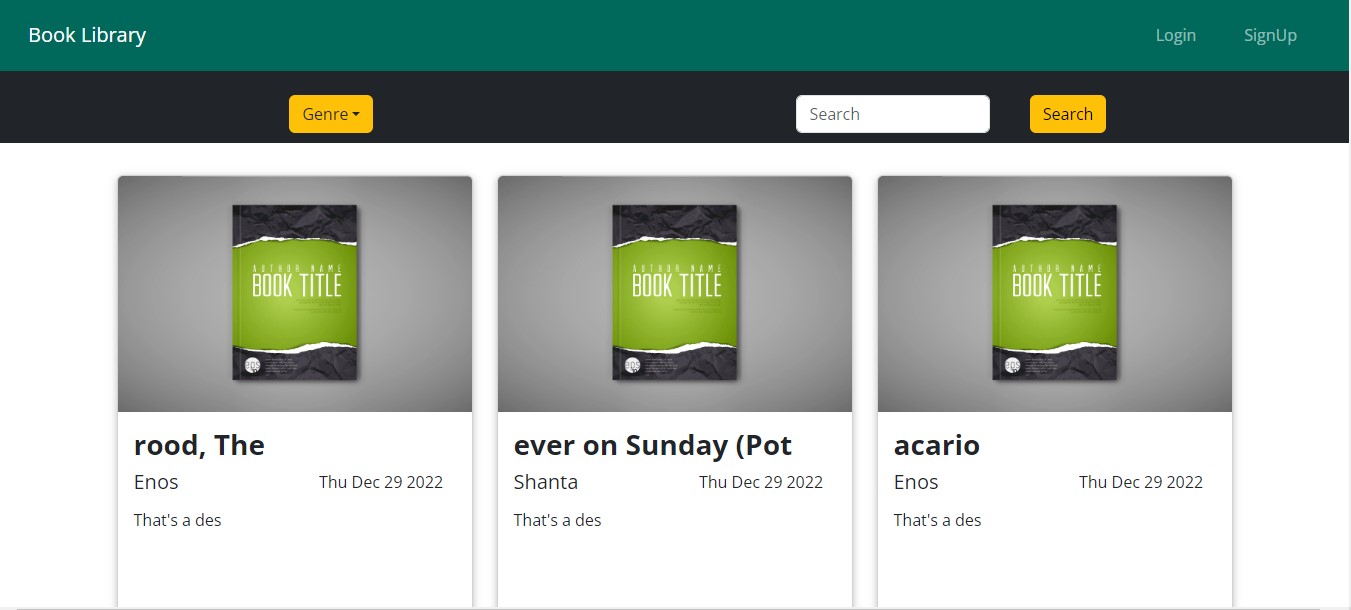 Book Library Login SignUp
Genre Search Search
AUTHOR NAME AUTHOR NAME AUTHOR NAME
BOOK TITLE BOOK TITLE BOOK TITLE
rood, The ever on Sunday (Pot acario
Enos Thu Dec 29 2022 Shanta Thu Dec 29 2022 Enos Thu Dec 29 2022
That's a des That's a des That's a des